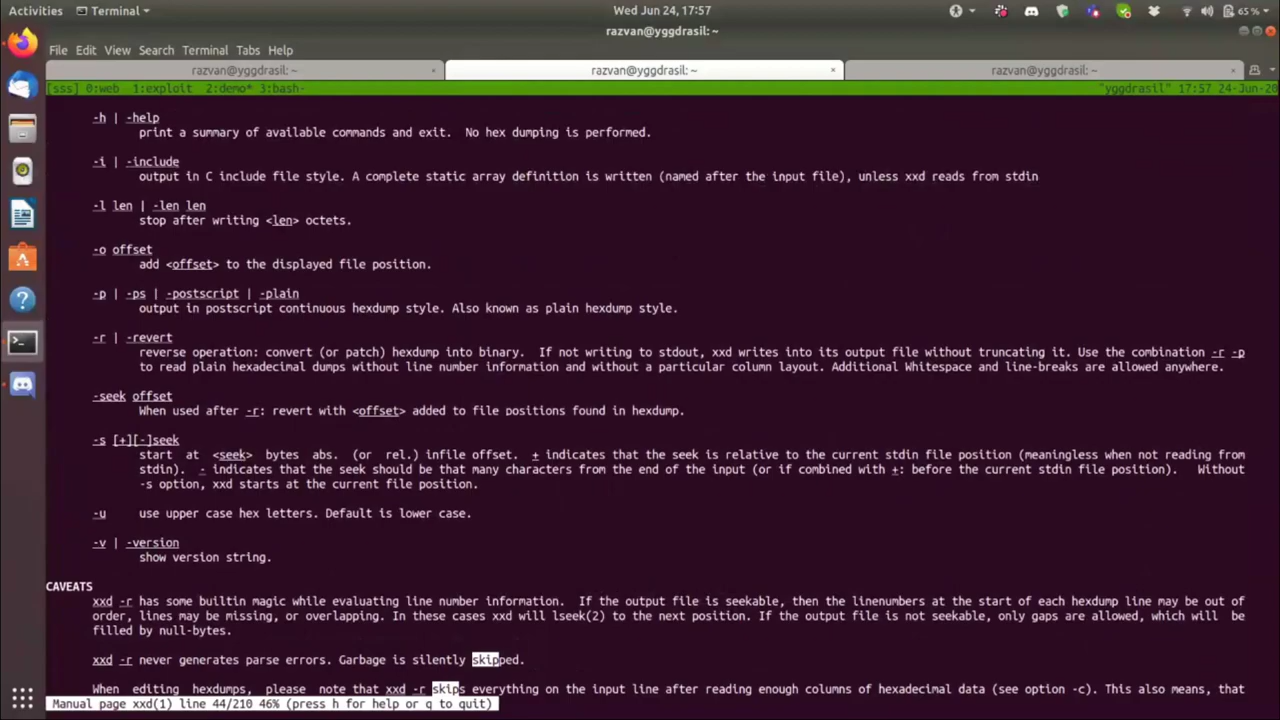 Activities Terminal Wed Jun 24, 17:57 65 %
razvan@yggdrasil: ~
File Edit View Search Terminal Tabs Help
razvan@yggdrasil: ~ × razvan@yggdrasil: ~ × razvan@yggdrasil: ~ ×
[sss] 0:web 1:exploit 2:demo* 3:bash- "yggdrasil" 17:57 24-Jun-20
-h | -help
print a summary of available commands and exit. No hex dumping is performed.
-i | -include
output in C include file style. A complete static array definition is written (named after the input file), unless xxd reads from stdin
-l len | -len len
stop after writing <len> octets.
-o offset
add <offset> to the displayed file position.
-p | -ps | -postscript | -plain
output in postscript continuous hexdump style. Also known as plain hexdump style.
-r | -revert
reverse operation: convert (or patch) hexdump into binary. If not writing to stdout, xxd writes into its output file without truncating it. Use the combination -r -p
to read plain hexadecimal dumps without line number information and without a particular column layout. Additional Whitespace and line-breaks are allowed anywhere.
-seek offset
When used after -r: revert with <offset> added to file positions found in hexdump.
-s [+][-]seek
start at <seek> bytes abs. (or rel.) infile offset. + indicates that the seek is relative to the current stdin file position (meaningless when not reading from
stdin). - indicates that the seek should be that many characters from the end of the input (or if combined with +: before the current stdin file position). Without
-s option, xxd starts at the current file position.
-u use upper case hex letters. Default is lower case.
-v | -version
show version string.
CAVEATS
xxd -r has some builtin magic while evaluating line number information. If the output file is seekable, then the linenumbers at the start of each hexdump line may be out of
order, lines may be missing, or overlapping. In these cases xxd will lseek(2) to the next position. If the output file is not seekable, only gaps are allowed, which will be
filled by null-bytes.
xxd -r never generates parse errors. Garbage is silently skipped.
When editing hexdumps, please note that xxd -r skips everything on the input line after reading enough columns of hexadecimal data (see option -c). This also means, that
Manual page xxd(1) line 44/210 46% (press h for help or q to quit)